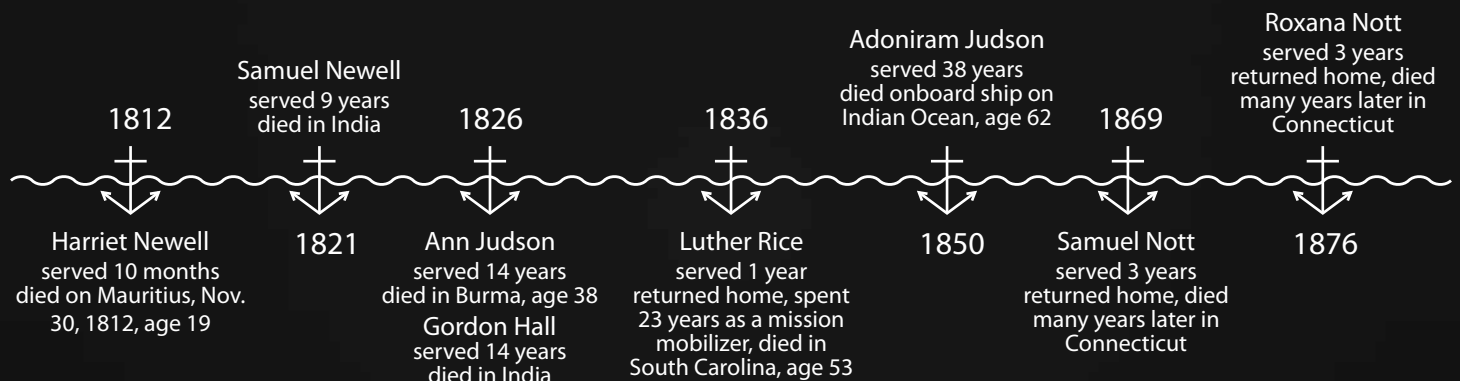 1812
Harriet Newell
served 10 months
died on Mauritius, Nov.
30, 1812, age 19
Samuel Newell
served 9 years
died in India
1821
1826
Ann Judson
served 14 years
died in Burma, age 38
Gordon Hall
served 14 years
died in India
1836
Luther Rice
served 1 year
returned home, spent
23 years as a mission
mobilizer, died in
South Carolina, age 53
Adoniram Judson
served 38 years
died onboard ship on
Indian Ocean, age 62
1850
1869
Samuel Nott
served 3 years
returned home, died
many years later in
Connecticut
Roxana Nott
served 3 years
returned home, died
many years later in
Connecticut
1876